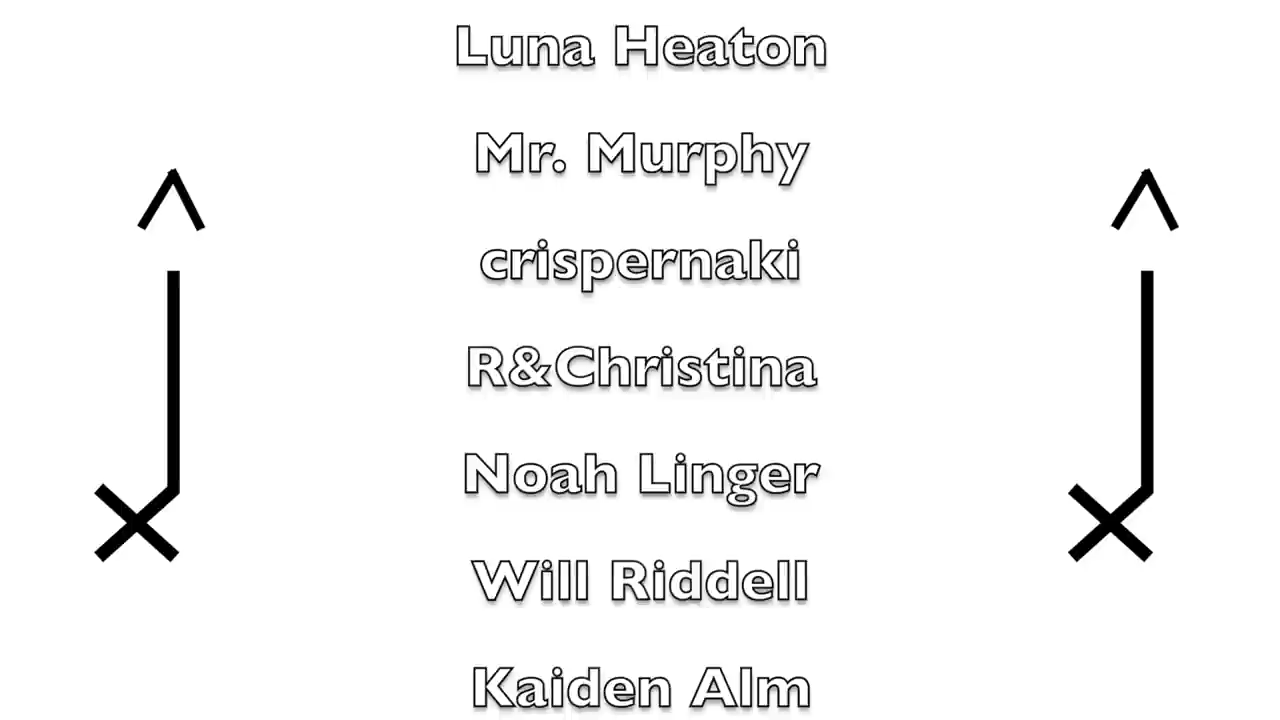 Luna Heaton
Mr. Murphy
crispernaki
R&Christina
Noah Linger
Will Riddell
Kaiden Alm